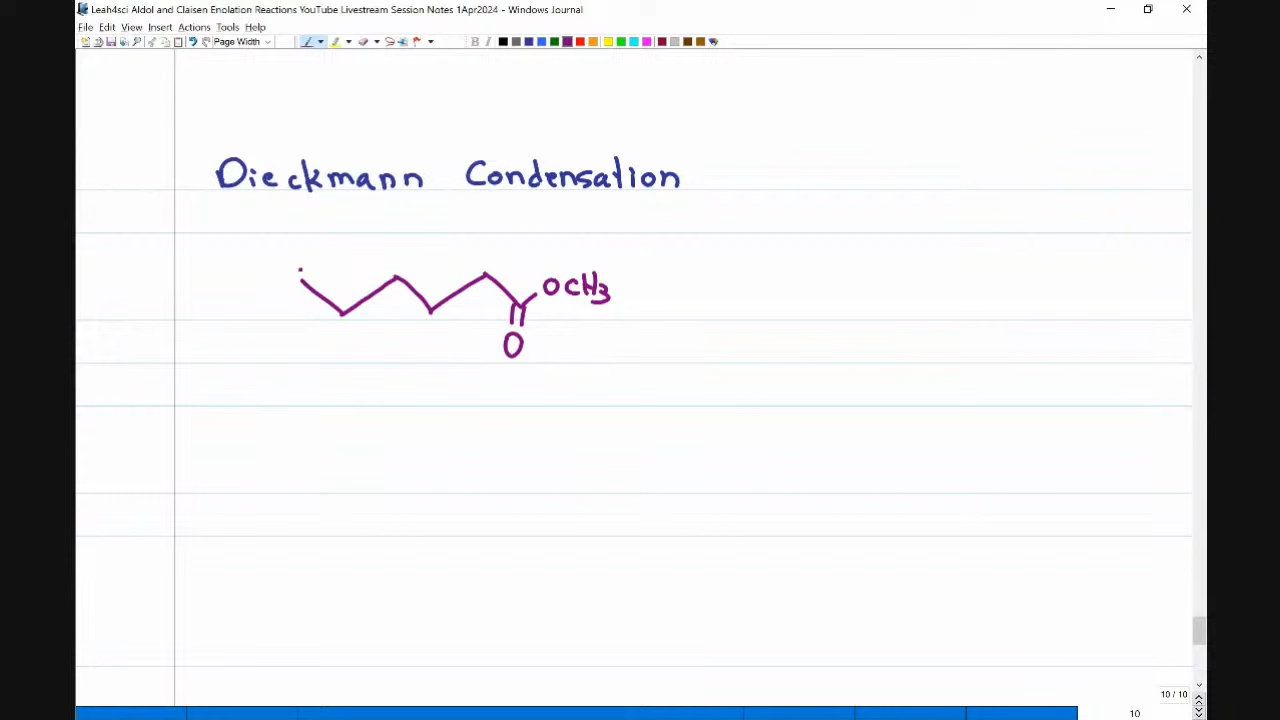 Leah4sci Aldol and Claisen Enolation Reactions YouTube Livestream Session Notes 1Apr2024 - Windows Journal
File Edit View Insert Actions Tools Help
Page Width
B I
Dieckmann Condensation
OCH3
O
10 / 10
10